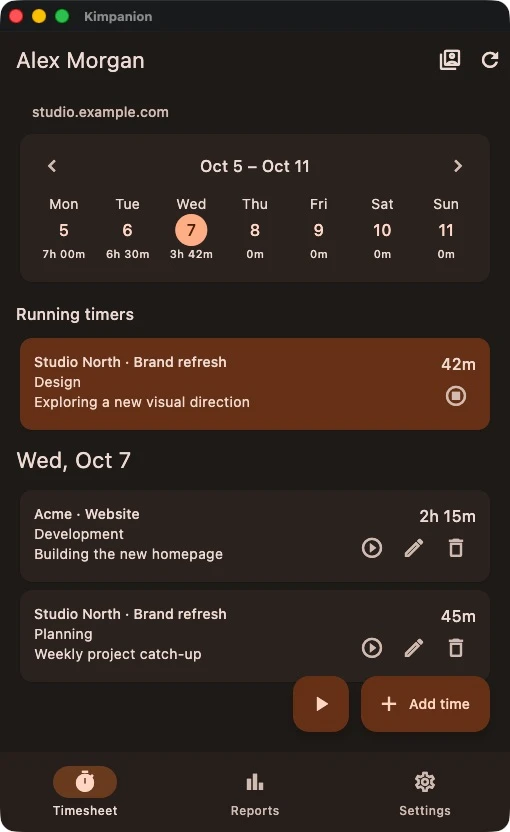 Kimpanion
Alex Morgan
studio.example.com
Oct 5 – Oct 11
Mon Tue Wed Thu Fri Sat Sun
5 6 7 8 9 10 11
7h 00m 6h 30m 3h 42m 0m 0m 0m 0m
Running timers
Studio North · Brand refresh 42m
Design
Exploring a new visual direction
Wed, Oct 7
Acme · Website 2h 15m
Development
Building the new homepage
Studio North · Brand refresh 45m
Planning
Weekly project catch-up
Add time
Timesheet Reports Settings